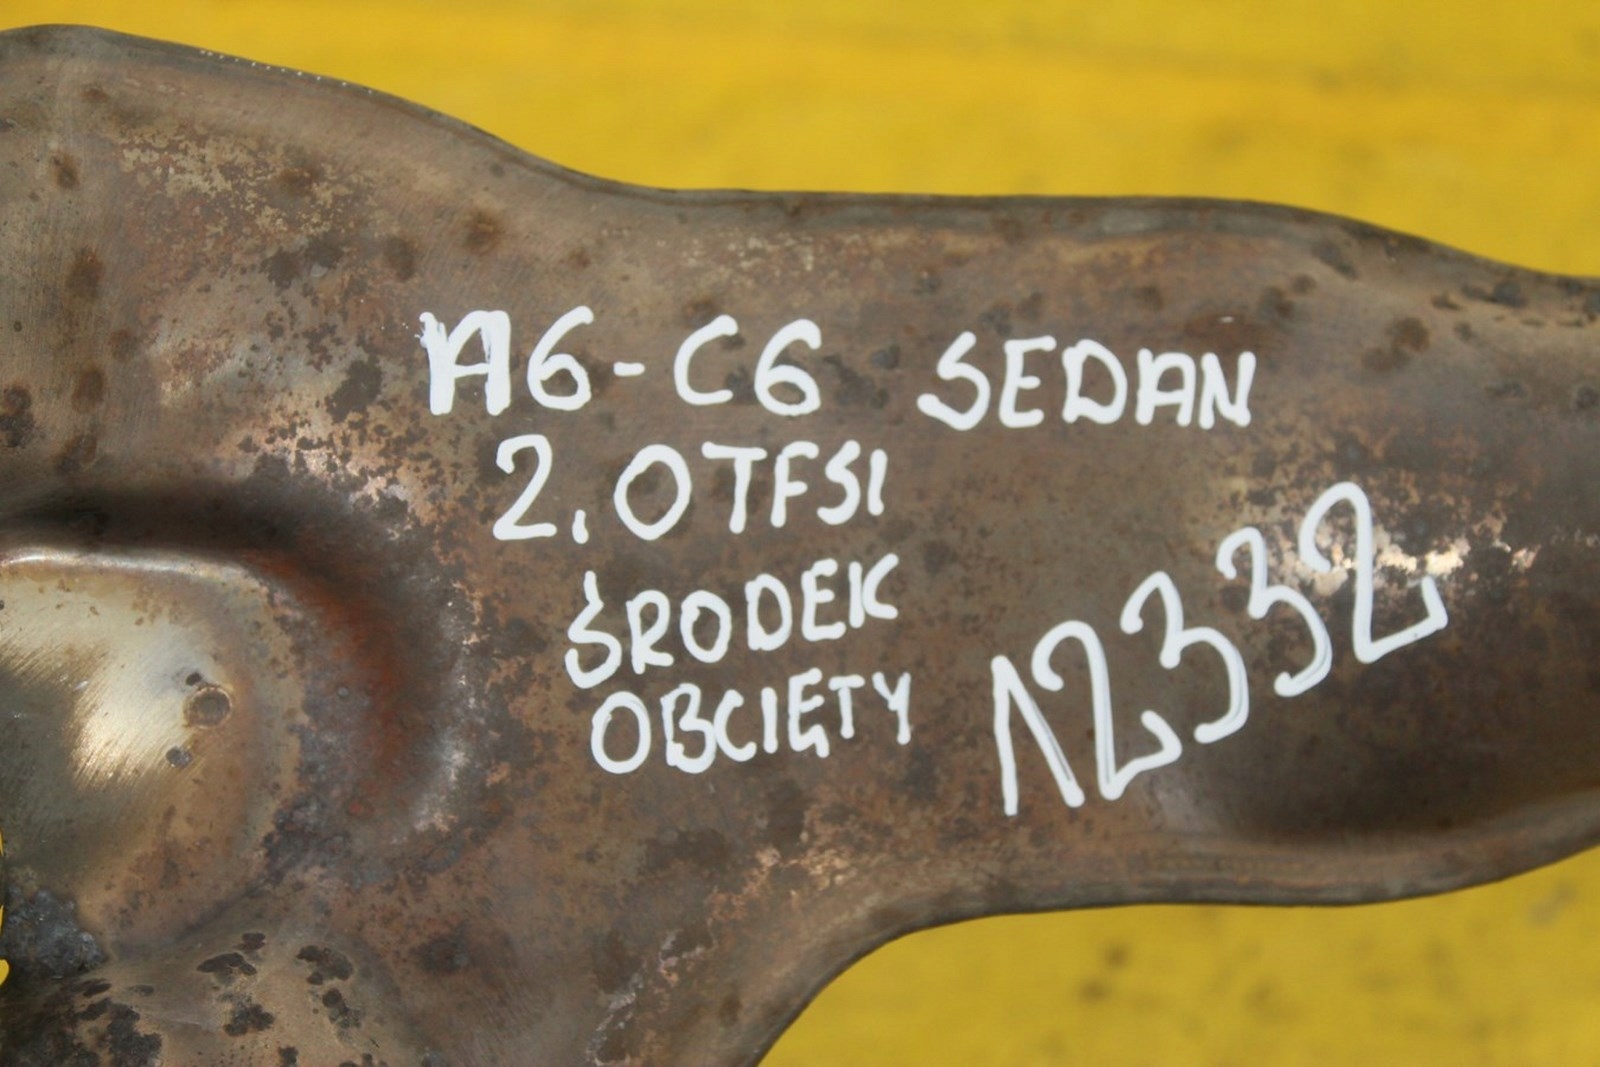 A6-C6 SEDAN
2.0TFSI
ŚRODEK
OBCIĘTY
12332